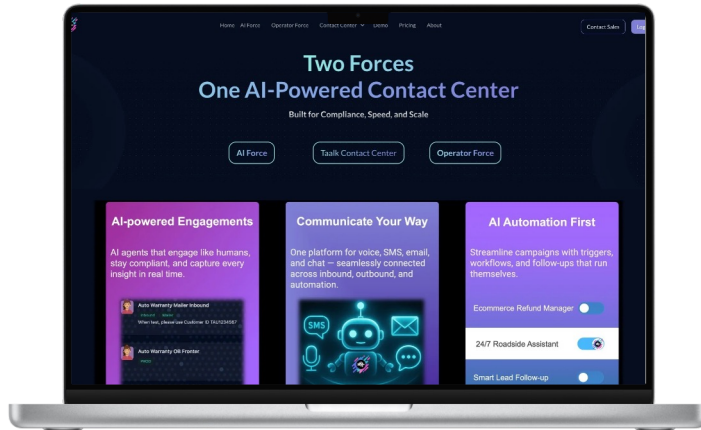 Home AI Force Operator Force Contact Center Demo Pricing About
Contact Sales
Two Forces
One AI-Powered Contact Center
Built for Compliance, Speed, and Scale
AI Force
Taalk Contact Center
Operator Force
AI-powered Engagements
AI agents that engage like humans,
stay compliant, and capture every
insight in real time.
Auto Warranty Mailer Inbound
Auto Warranty OB Fronter
Communicate Your Way
One platform for voice, SMS, email,
and chat — seamlessly connected
across inbound, outbound, and
automation.
SMS
AI Automation First
Streamline campaigns with triggers,
workflows, and follow-ups that run
themselves.
Ecommerce Refund Manager
24/7 Roadside Assistant
Smart Lead Follow-up